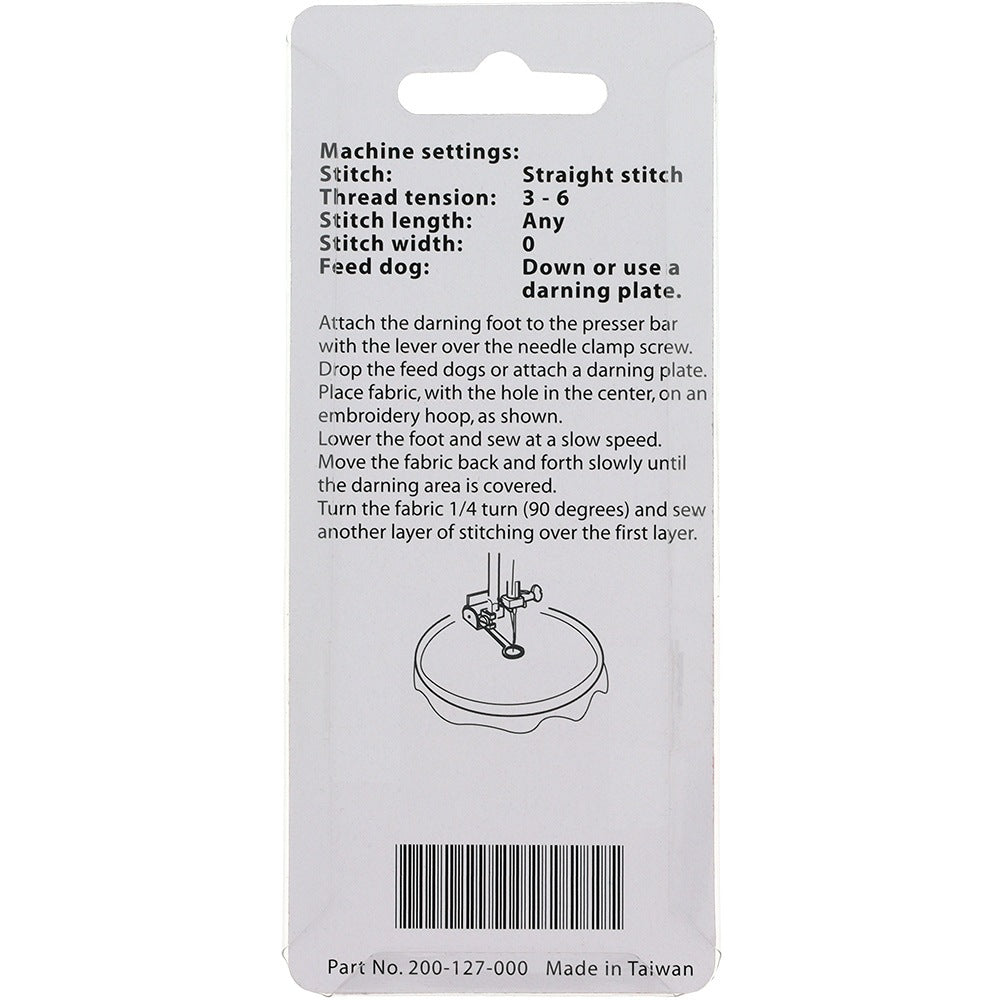 Machine settings:
Stitch: Straight stitch
Thread tension: 3 - 6
Stitch length: Any
Stitch width: 0
Feed dog: Down or use a
darning plate.
Attach the darning foot to the presser bar
with the lever over the needle clamp screw.
Drop the feed dogs or attach a darning plate.
Place fabric, with the hole in the center, on an
embroidery hoop, as shown.
Lower the foot and sew at a slow speed.
Move the fabric back and forth slowly until
the darning area is covered.
Turn the fabric 1/4 turn (90 degrees) and sew
another layer of stitching over the first layer.
Part No. 200-127-000 Made in Taiwan